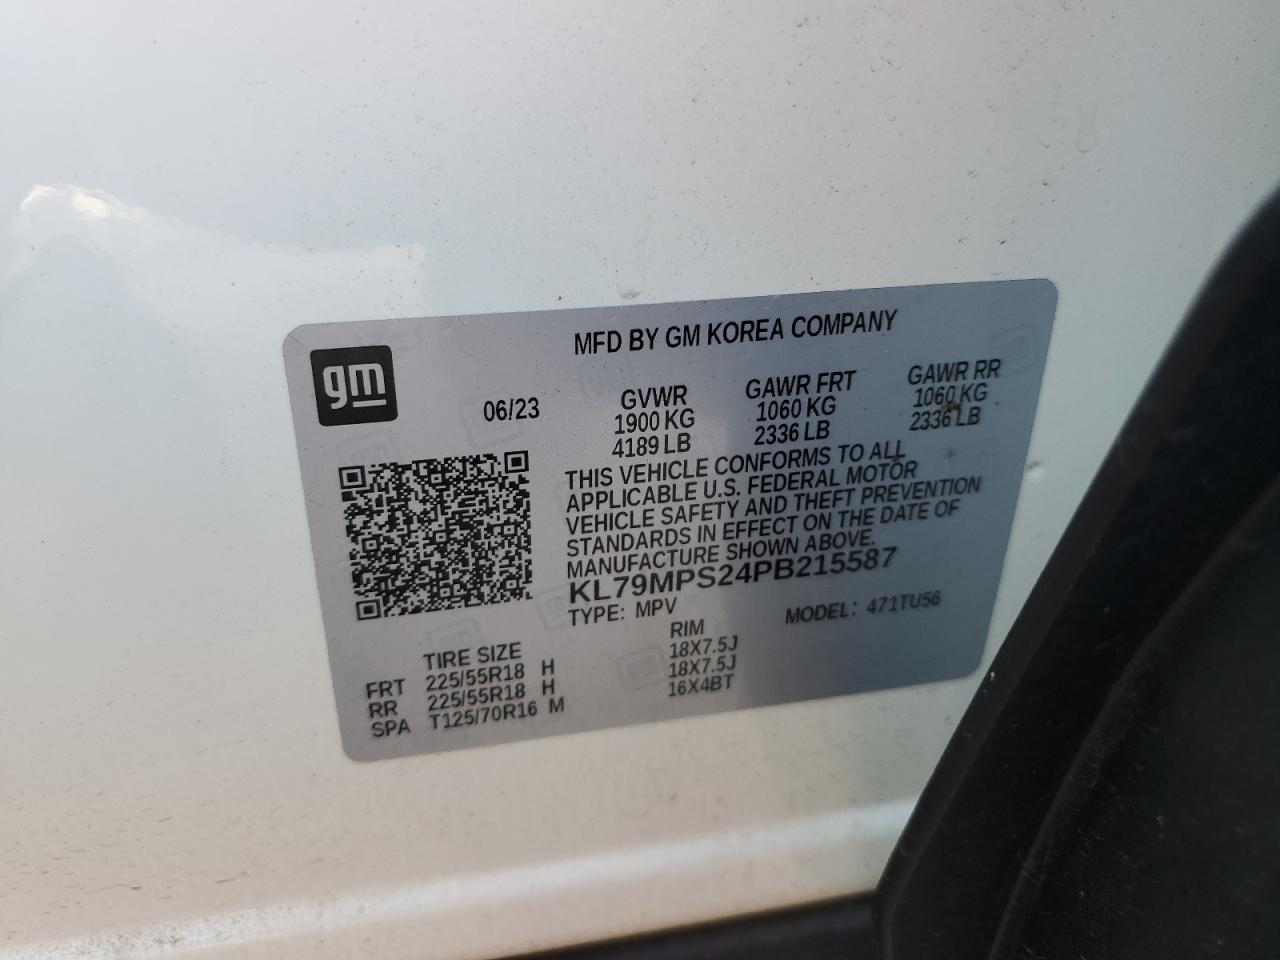 MFD BY GM KOREA COMPANY
gm
06/23
GVWR
1900 KG
4189 LB
GAWR FRT
1060 KG
2336 LB
GAWR RR
1060 KG
2336 LB
THIS VEHICLE CONFORMS TO ALL
APPLICABLE U.S. FEDERAL MOTOR
VEHICLE SAFETY AND THEFT PREVENTION
STANDARDS IN EFFECT ON THE DATE OF
MANUFACTURE SHOWN ABOVE.
KL79MPS24PB215587
TYPE: MPV MODEL: 471TU56
TIRE SIZE RIM
FRT 225/55R18 H 18X7.5J
RR 225/55R18 H 18X7.5J
SPA T125/70R16 M 16X4BT